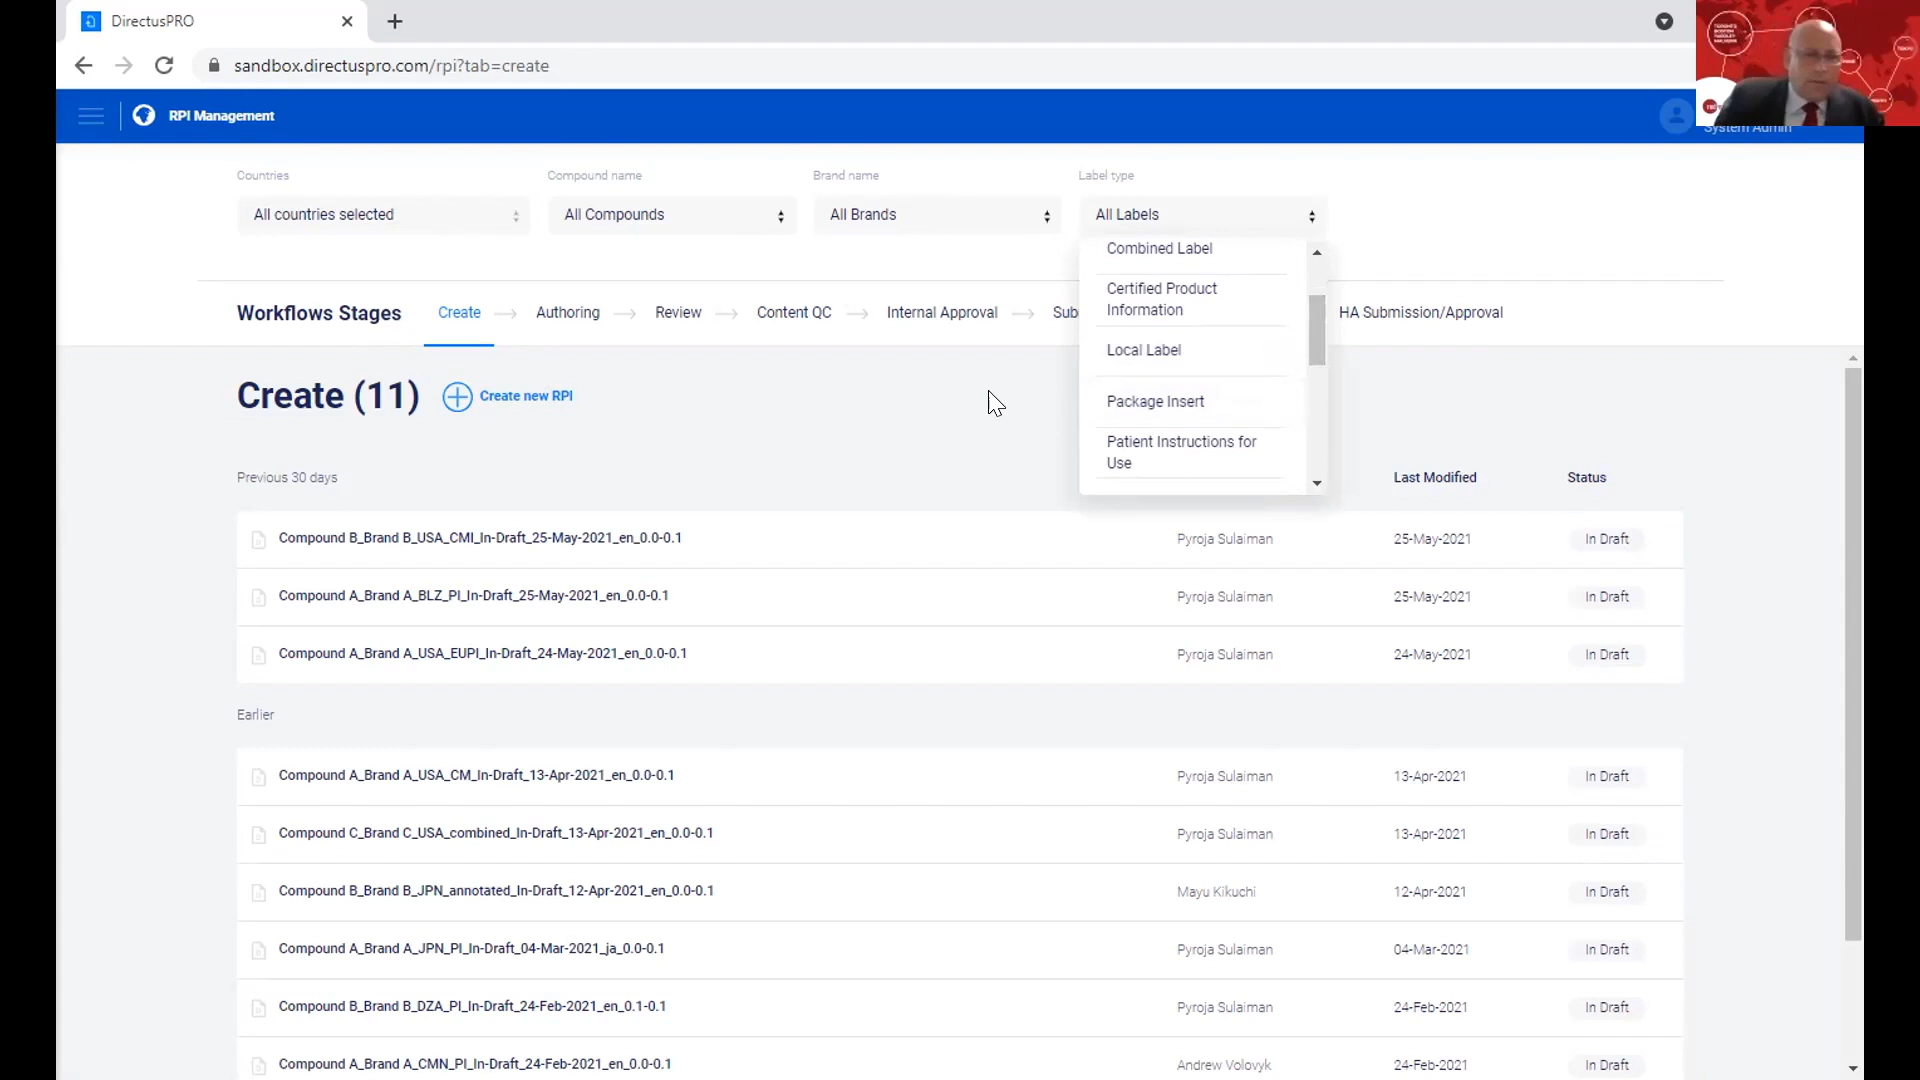 DirectusPRO
sandbox.directuspro.com/rpi?tab=create
RPI Management
System Admin
Countries
Compound name
Brand name
Label type
All countries selected
All Compounds
All Brands
All Labels
Combined Label
Certified Product
Information
Local Label
Package Insert
Patient Instructions for
Use
Workflows Stages
Create
Authoring
Review
Content QC
Internal Approval
Sub
HA Submission/Approval
Create (11)
Create new RPI
Previous 30 days
Last Modified
Status
Compound B_Brand B_USA_CMI_In-Draft_25-May-2021_en_0.0-0.1
Pyroja Sulaiman
25-May-2021
In Draft
Compound A_Brand A_BLZ_PI_In-Draft_25-May-2021_en_0.0-0.1
Pyroja Sulaiman
25-May-2021
In Draft
Compound A_Brand A_USA_EUPI_In-Draft_24-May-2021_en_0.0-0.1
Pyroja Sulaiman
24-May-2021
In Draft
Earlier
Compound A_Brand A_USA_CM_In-Draft_13-Apr-2021_en_0.0-0.1
Pyroja Sulaiman
13-Apr-2021
In Draft
Compound C_Brand C_USA_combined_In-Draft_13-Apr-2021_en_0.0-0.1
Pyroja Sulaiman
13-Apr-2021
In Draft
Compound B_Brand B_JPN_annotated_In-Draft_12-Apr-2021_en_0.0-0.1
Mayu Kikuchi
12-Apr-2021
In Draft
Compound A_Brand A_JPN_PI_In-Draft_04-Mar-2021_ja_0.0-0.1
Pyroja Sulaiman
04-Mar-2021
In Draft
Compound B_Brand B_DZA_PI_In-Draft_24-Feb-2021_en_0.1-0.1
Pyroja Sulaiman
24-Feb-2021
In Draft
Compound A_Brand A_CMN_PI_In-Draft_24-Feb-2021_en_0.0-0.1
Andrew Volovyk
24-Feb-2021
In Draft